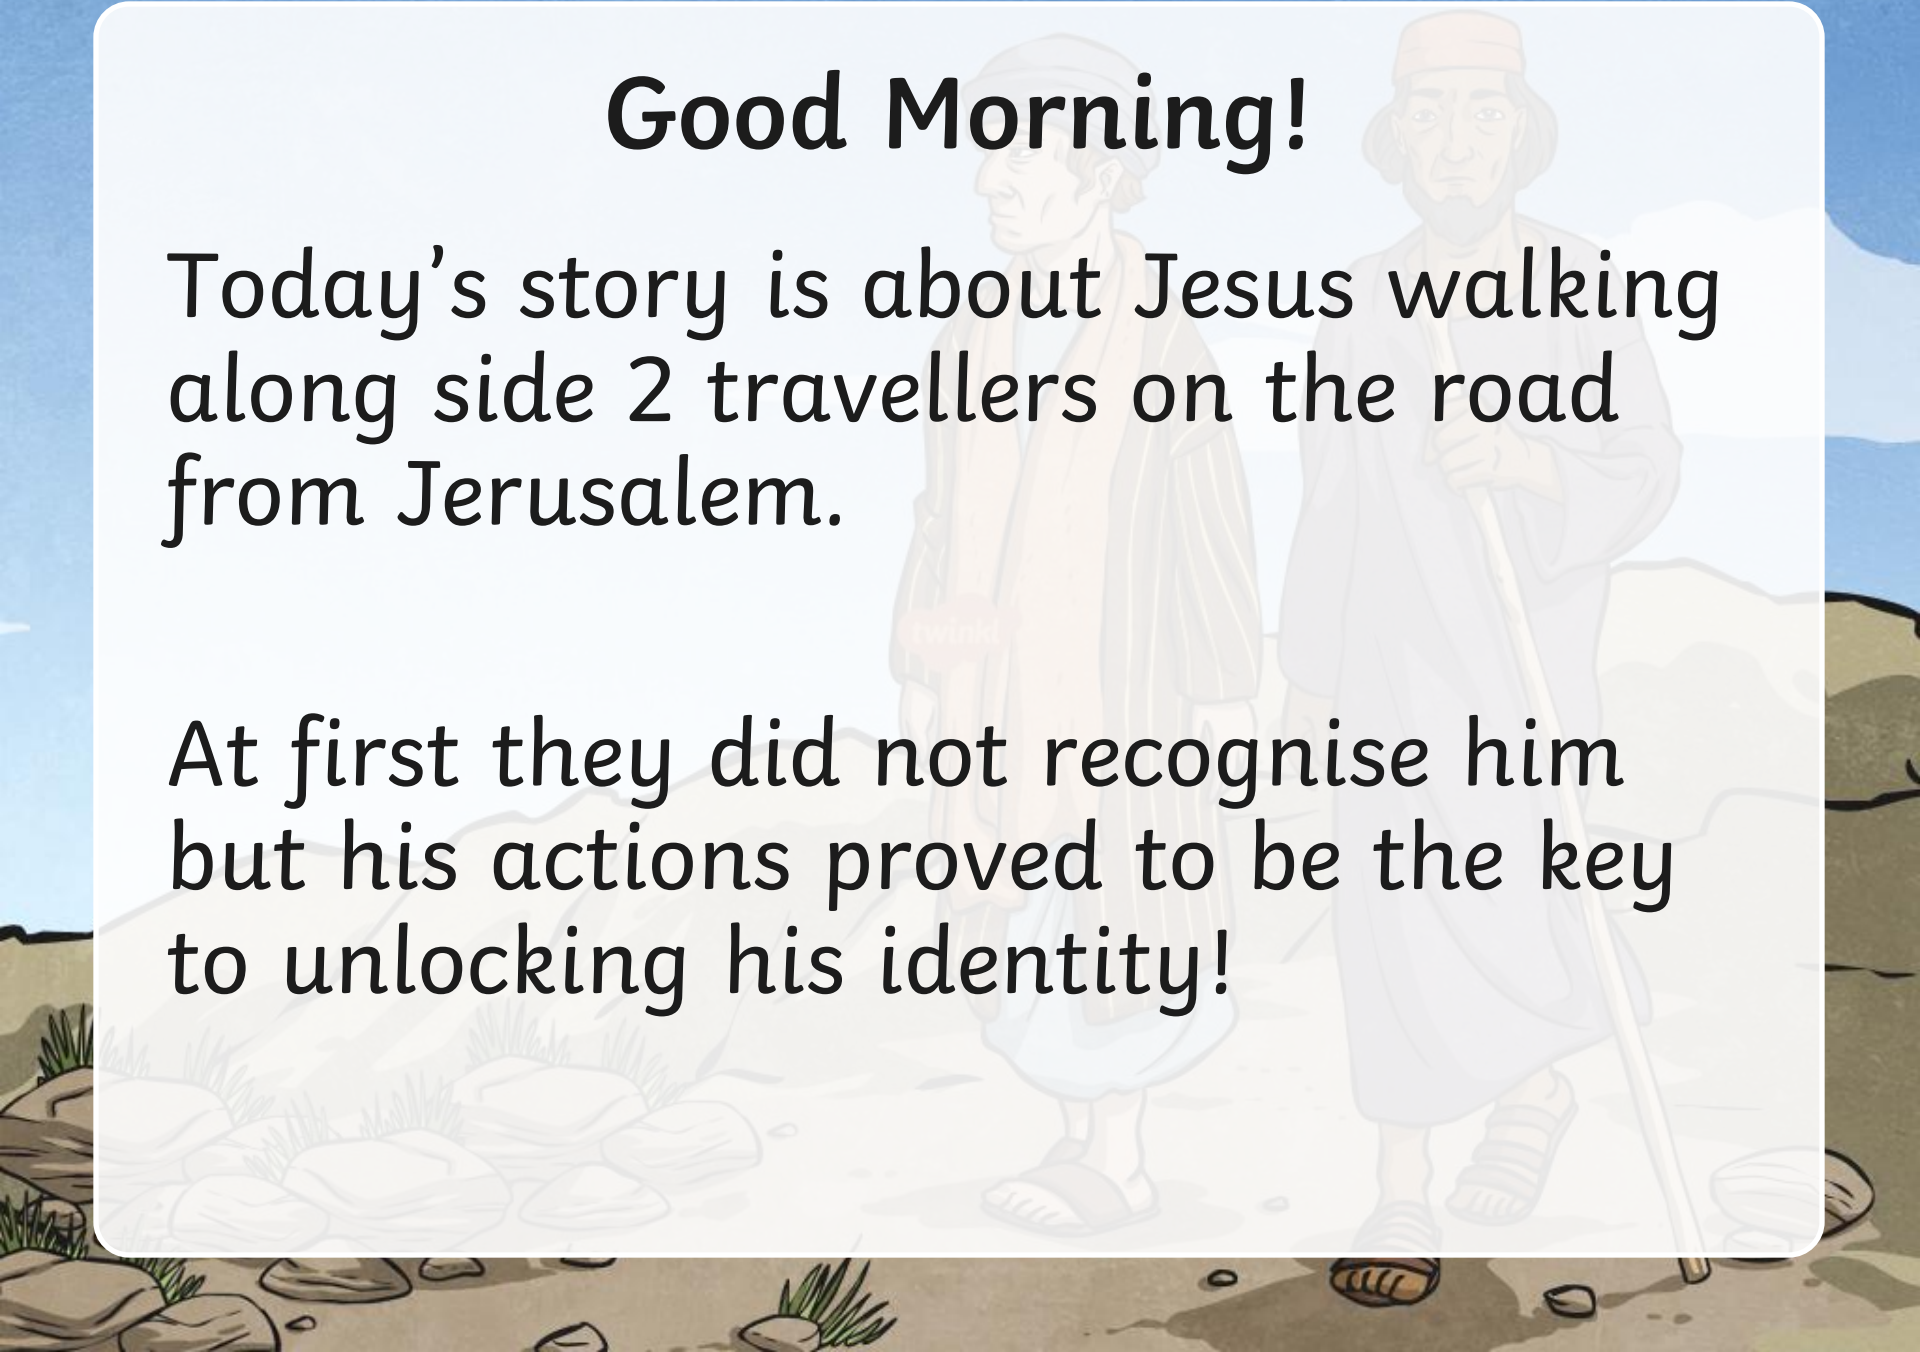 Good Morning!
Today’s story is about Jesus walking
along side 2 travellers on the road
from Jerusalem.
twinkl
At first they did not recognise him
but his actions proved to be the key
to unlocking his identity!